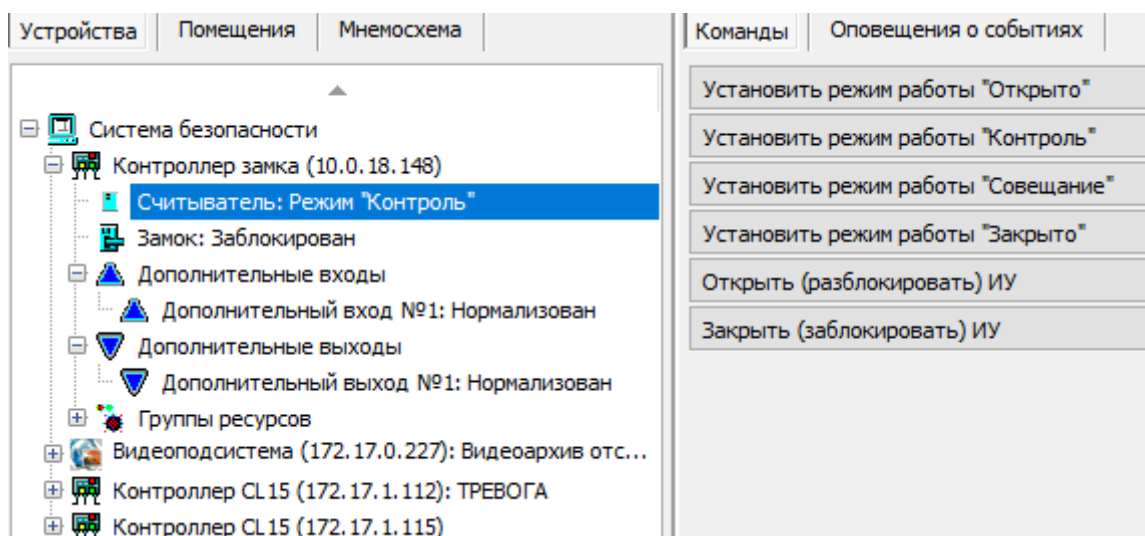 Устройства
Помещения
Мнемосхема
Система безопасности
Контроллер замка (10.0.18.148)
Считыватель: Режим "Контроль"
Замок: Заблокирован
Дополнительные входы
Дополнительный вход №1: Нормализован
Дополнительные выходы
Дополнительный выход №1: Нормализован
Группы ресурсов
Видеоподсистема (172.17.0.227): Видеоархив отс...
Контроллер CL15 (172.17.1.112): ТРЕВОГА
Контроллер CL15 (172.17.1.115)
Команды
Оповещения о событиях
Установить режим работы "Открыто"
Установить режим работы "Контроль"
Установить режим работы "Совещание"
Установить режим работы "Закрыто"
Открыть (разблокировать) ИУ
Закрыть (заблокировать) ИУ